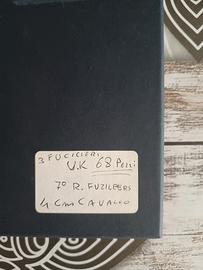 3 FUCILIERI
U.K 68 Pezzi
7° R. FUZILEERS
4 Cm CAVALLO